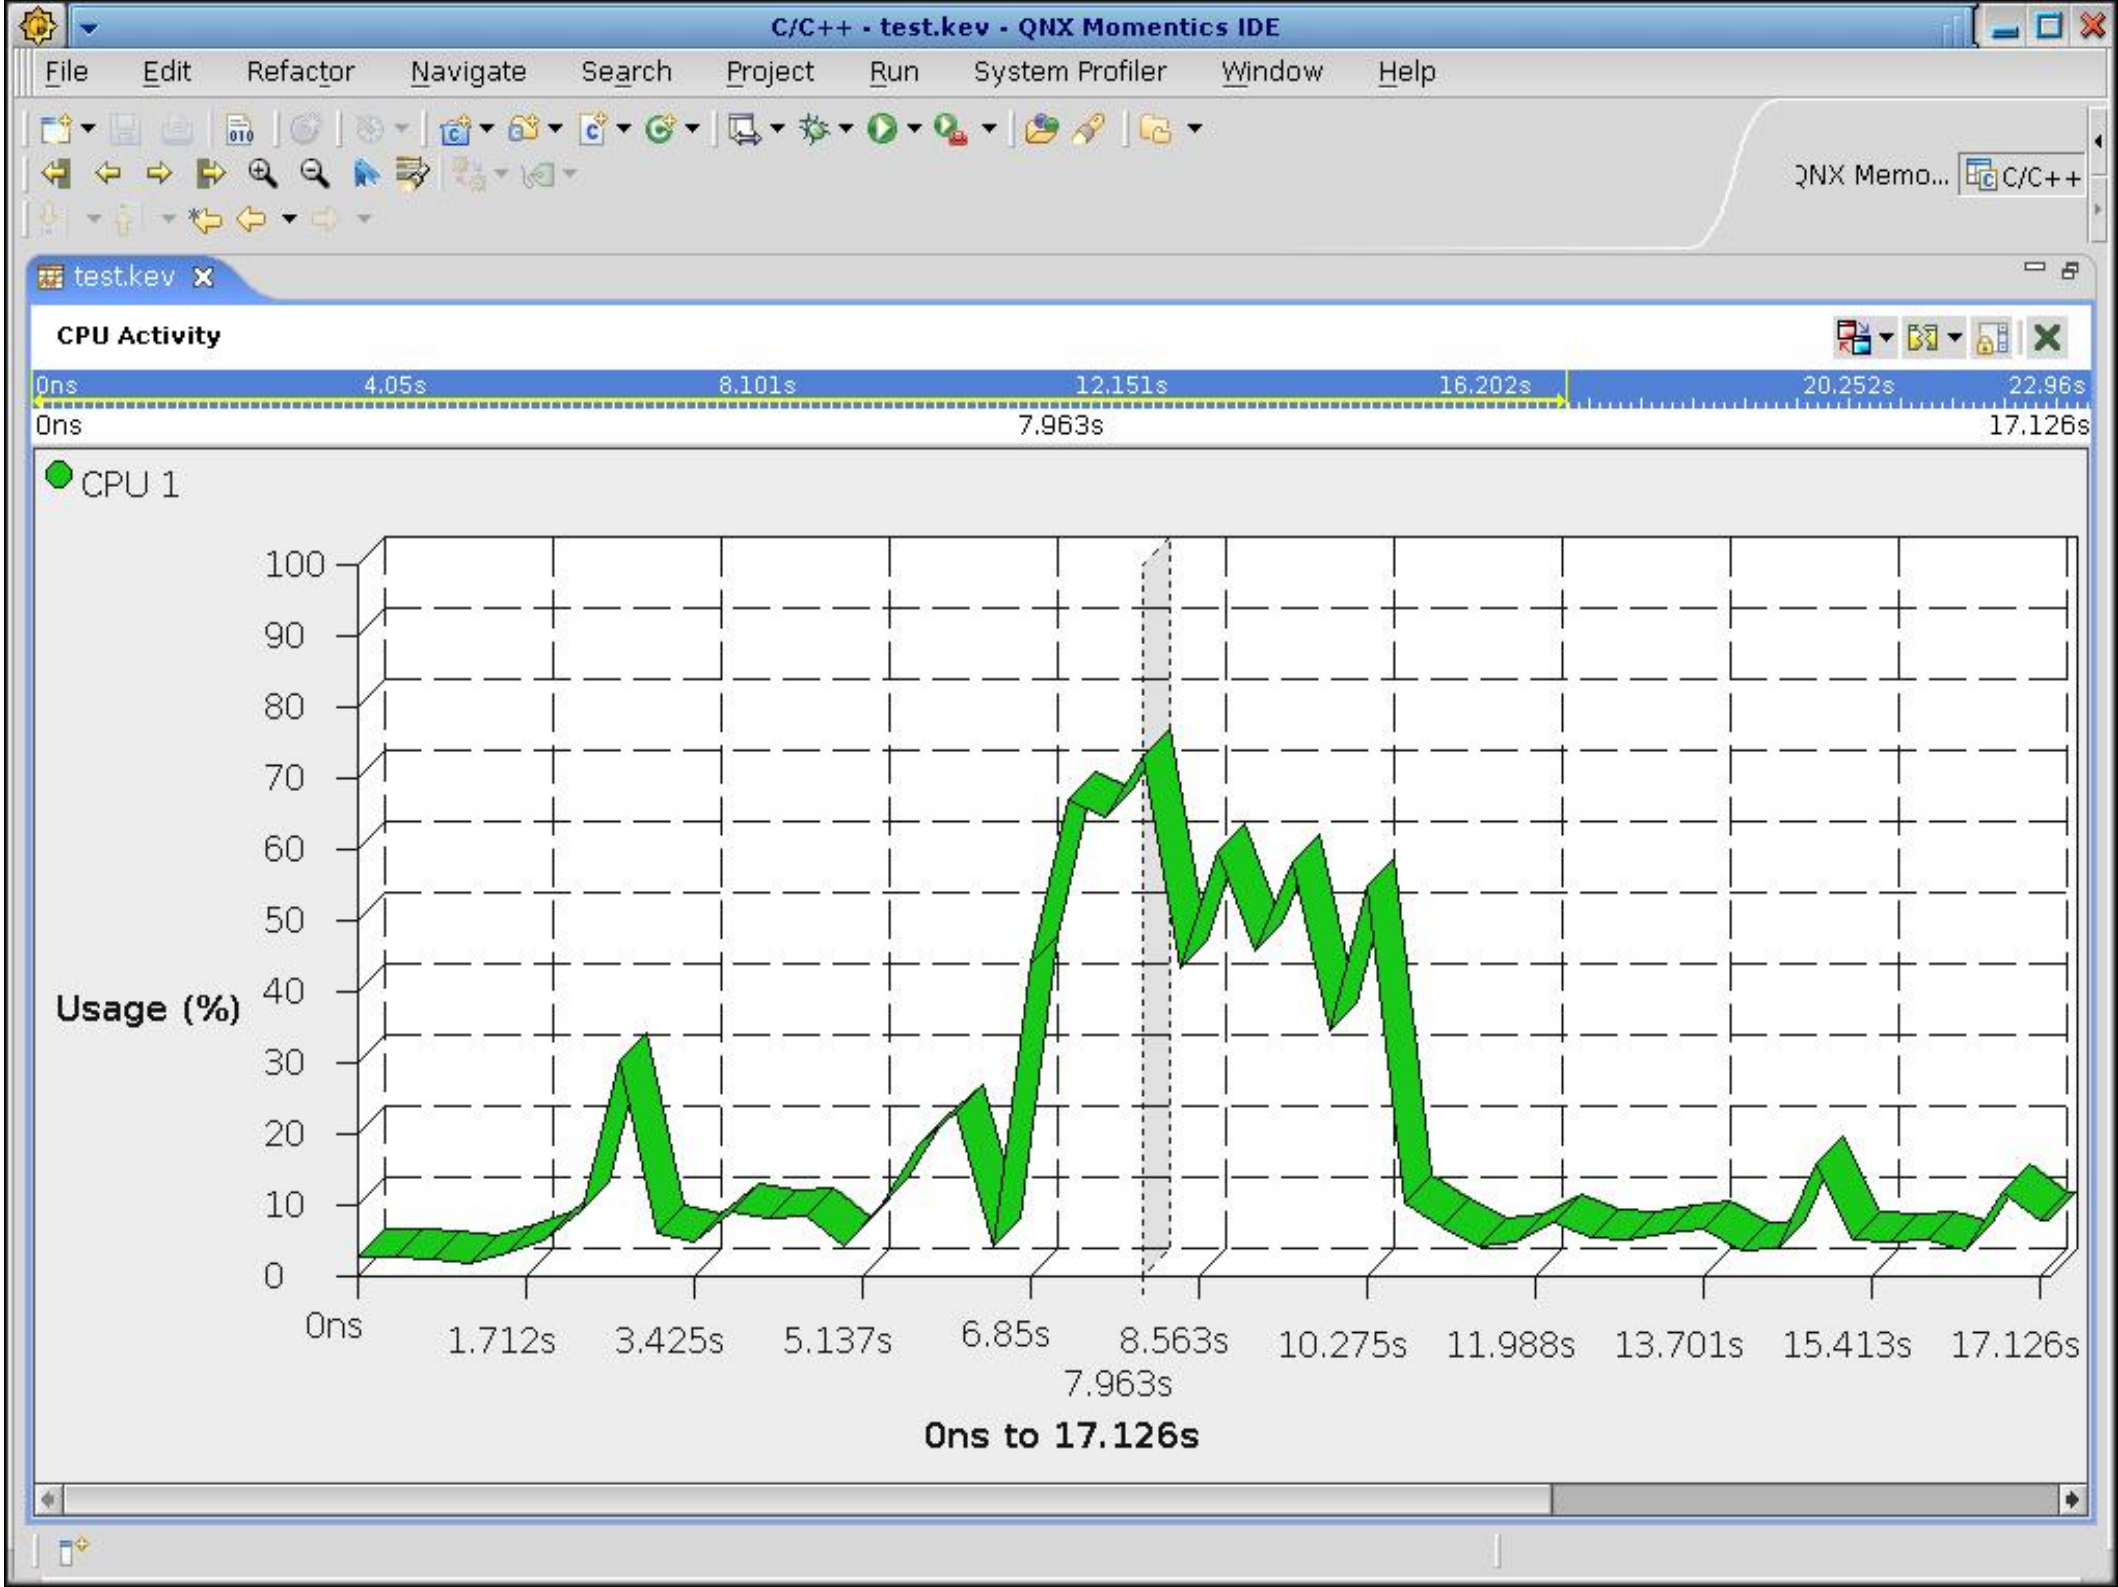 C/C++ - test.kev - QNX Momentics IDE
File Edit Refactor Navigate Search Project Run System Profiler Window Help
010
QNX Memo... C/C++
test.kev
CPU Activity
0ns 4.05s 8.101s 12.151s 16.202s 20.252s 22.96s
0ns 7.963s 17.126s
CPU 1
100
90
80
70
60
50
40
Usage (%)
30
20
10
0
0ns 1.712s 3.425s 5.137s 6.85s 8.563s 10.275s 11.988s 13.701s 15.413s 17.126s
7.963s
0ns to 17.126s